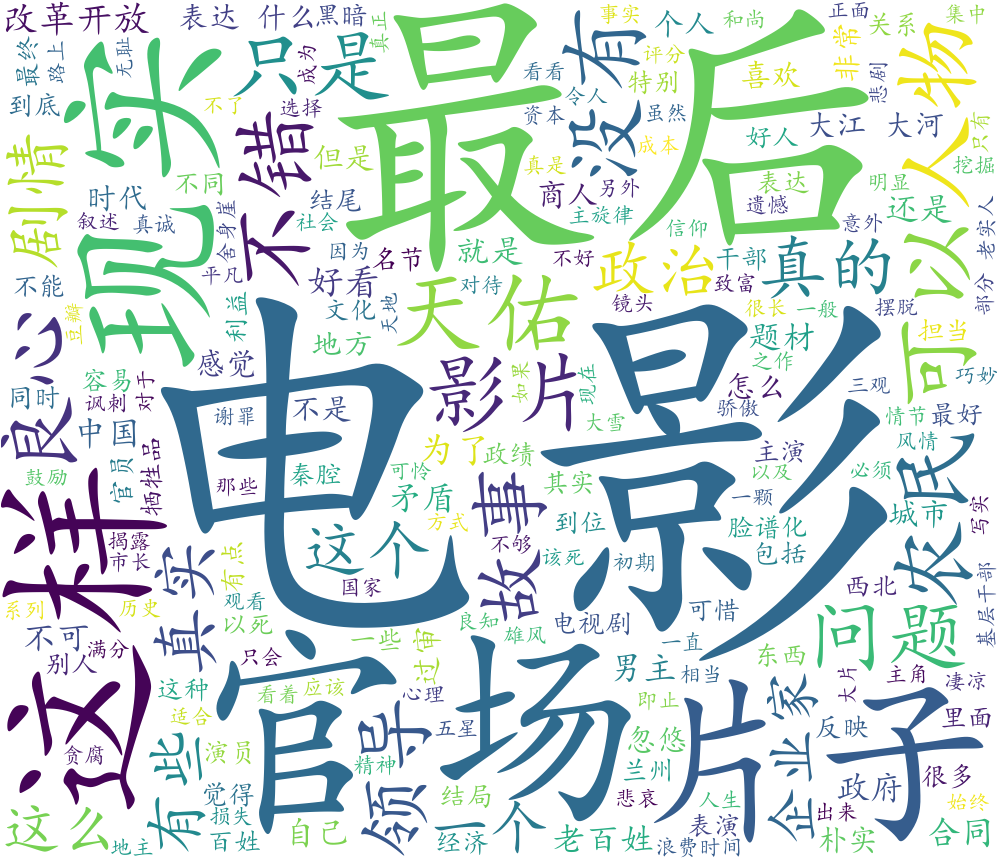 改革开放
表达
什么
黑暗
最后
没有
事实
个人
和尚
正面
关系
集中
最终
路上
无耻
到底
现实
只是
成为
真正
不了
选择
不错
看看
资本
令人
评分
特别
虽然
成本
喜欢
非常
悲剧
人物
好人
大江
大河
只有
挖掘
剧情
时代
不同
但是
结尾
真是
商人
另外
表达
遗憾
明显
还是
可以
叙述
真诚
平凡
舍身崖
社会
主旋律
信仰
意外
部分
老实人
不能
因为
名节
就是
不好
政治
干部
真的
豆瓣
利益
好看
文化
天地
对待
致富
镜头
很长
一般
摆脱
良心
感觉
地方
天佑
题材
担当
同时
容易
讽刺
对于
影片
如果
现在
怎么
之作
三观
巧妙
中国
谢罪
不是
电影
大雪
骄傲
情节
最好
风情
农民
鼓励
官员
牺牲品
那些
秦腔
为了
政绩
可怜
矛盾
其实
主演
以及
必须
一颗
写实
揭露
市长
样
这个
方式
故事
不够
到位
该死
初期
脸谱化
包括
城市
西北
基层干部
系列
历史
真实
有点
国家
观看
以死
良知
雄风
电视剧
可惜
问题
不可
别人
满分
这
一些
过审
一直
相当
男主
东西
主角
大片
凄凉
只会
官场
片子
这种
看着
应该
心理
即止
里面
适合
五星
忽悠
企业家
反映
贪腐
有些
演员
精神
领导
兰州
政府
很多
觉得
损失
结局
悲哀
人生
始终
这么
地主
百姓
自己
经济
一个
老百姓
表演
浪费时间
出来
朴实
合同